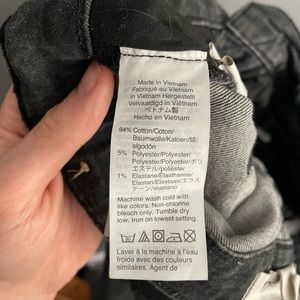 Made in Vietnam
Fabriqué au Vietnam
In Vietnam Hergestellt
Vervaardigd in Viëtnam
ベトナム製
Hecho en Vietnam
94% Cotton/Coton/
Baumwolle/Katoen/綿/
algodón
5% Polyester/Polyester/
Polyester/Polyester/ポリ
エステル/poliéster
1% Elastane/Élasthanne/
Elastan/Elastaan/エラス
テーン/elastano
Machine wash cold with
like colors. Non-chlorine
bleach only. Tumble dry
low. Iron on lowest setting.
Laver à la machine à l'eau
froide avec des couleurs
similaires. Agent de